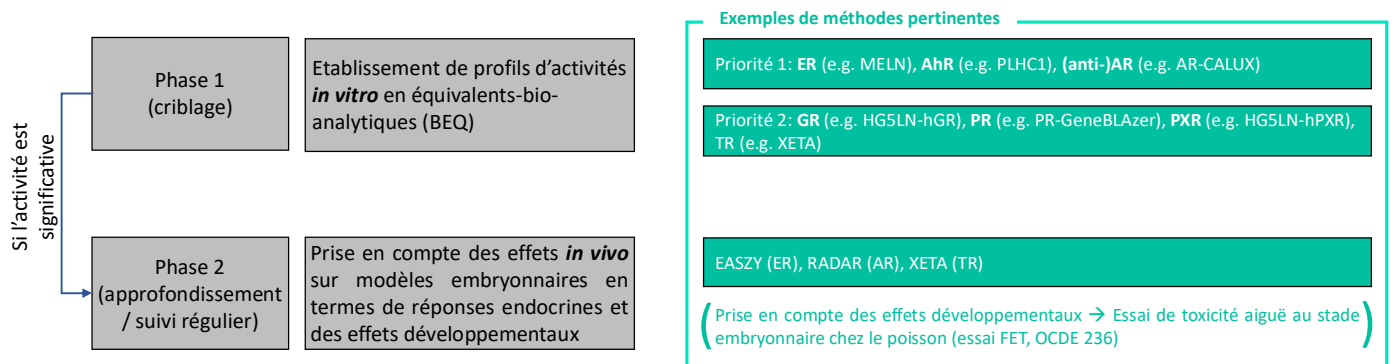 Exemples de méthodes pertinentes
Si l'activité est
significative
Phase 1
(criblage)
Etablissement de profils d'activités
in vitro en équivalents-bio-
analytiques (BEQ)
Priorité 1: ER (e.g. MELN), AhR (e.g. PLHC1), (anti-)AR (e.g. AR-CALUX)
Priorité 2: GR (e.g. HG5LN-hGR), PR (e.g. PR-GeneBLAzer), PXR (e.g. HG5LN-hPXR),
TR (e.g. XETA)
Phase 2
(approfondissement
/ suivi régulier)
Prise en compte des effets in vivo
sur modèles embryonnaires en
termes de réponses endocrines et
des effets développementaux
EASZY (ER), RADAR (AR), XETA (TR)
(Prise en compte des effets développementaux → Essai de toxicité aiguë au stade
embryonnaire chez le poisson (essai FET, OCDE 236))